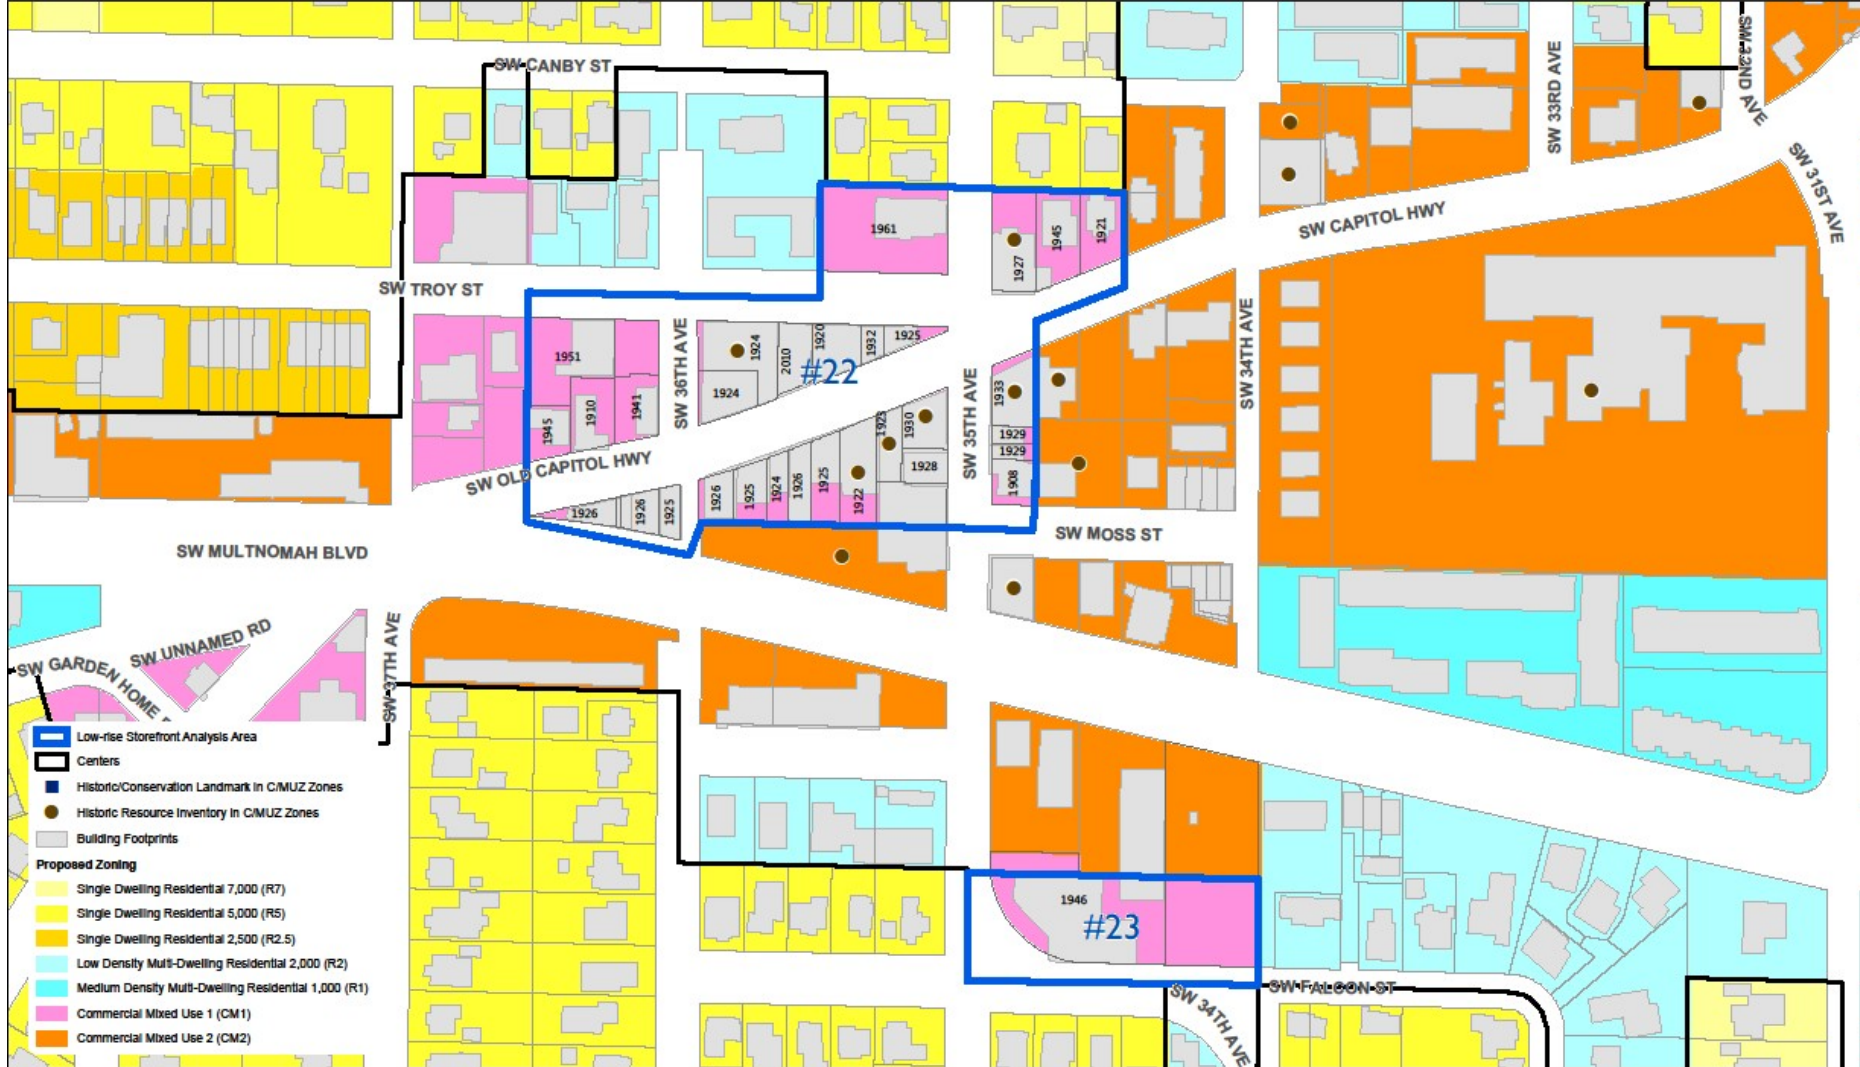 SW CANBY ST
SW 33RD AVE
SW 32ND AVE
SW 31ST AVE
SW CAPITOL HWY
1961
1927
1945
1921
SW TROY ST
SW 36TH AVE
SW 34TH AVE
1951
1924
2010
1920
1932
1925
#22
1924
1945
1910
1941
SW 35TH AVE
1933
1923
1930
1929
1929
1928
1908
SW OLD CAPITOL HWY
1926
1926
1925
1926
1925
1924
1926
1925
1922
SW MOSS ST
SW MULTNOMAH BLVD
SW UNNAMED RD
SW GARDEN HOME
SW 37TH AVE
Low-rise Storefront Analysis Area
Centers
Historic/Conservation Landmark in C/MUZ Zones
Historic Resource Inventory in C/MUZ Zones
Building Footprints
Proposed Zoning
Single Dwelling Residential 7,000 (R7)
Single Dwelling Residential 5,000 (R5)
Single Dwelling Residential 2,500 (R2.5)
Low Density Multi-Dwelling Residential 2,000 (R2)
Medium Density Multi-Dwelling Residential 1,000 (R1)
Commercial Mixed Use 1 (CM1)
Commercial Mixed Use 2 (CM2)
1946
#23
SW FALCON ST
SW 34TH AVE